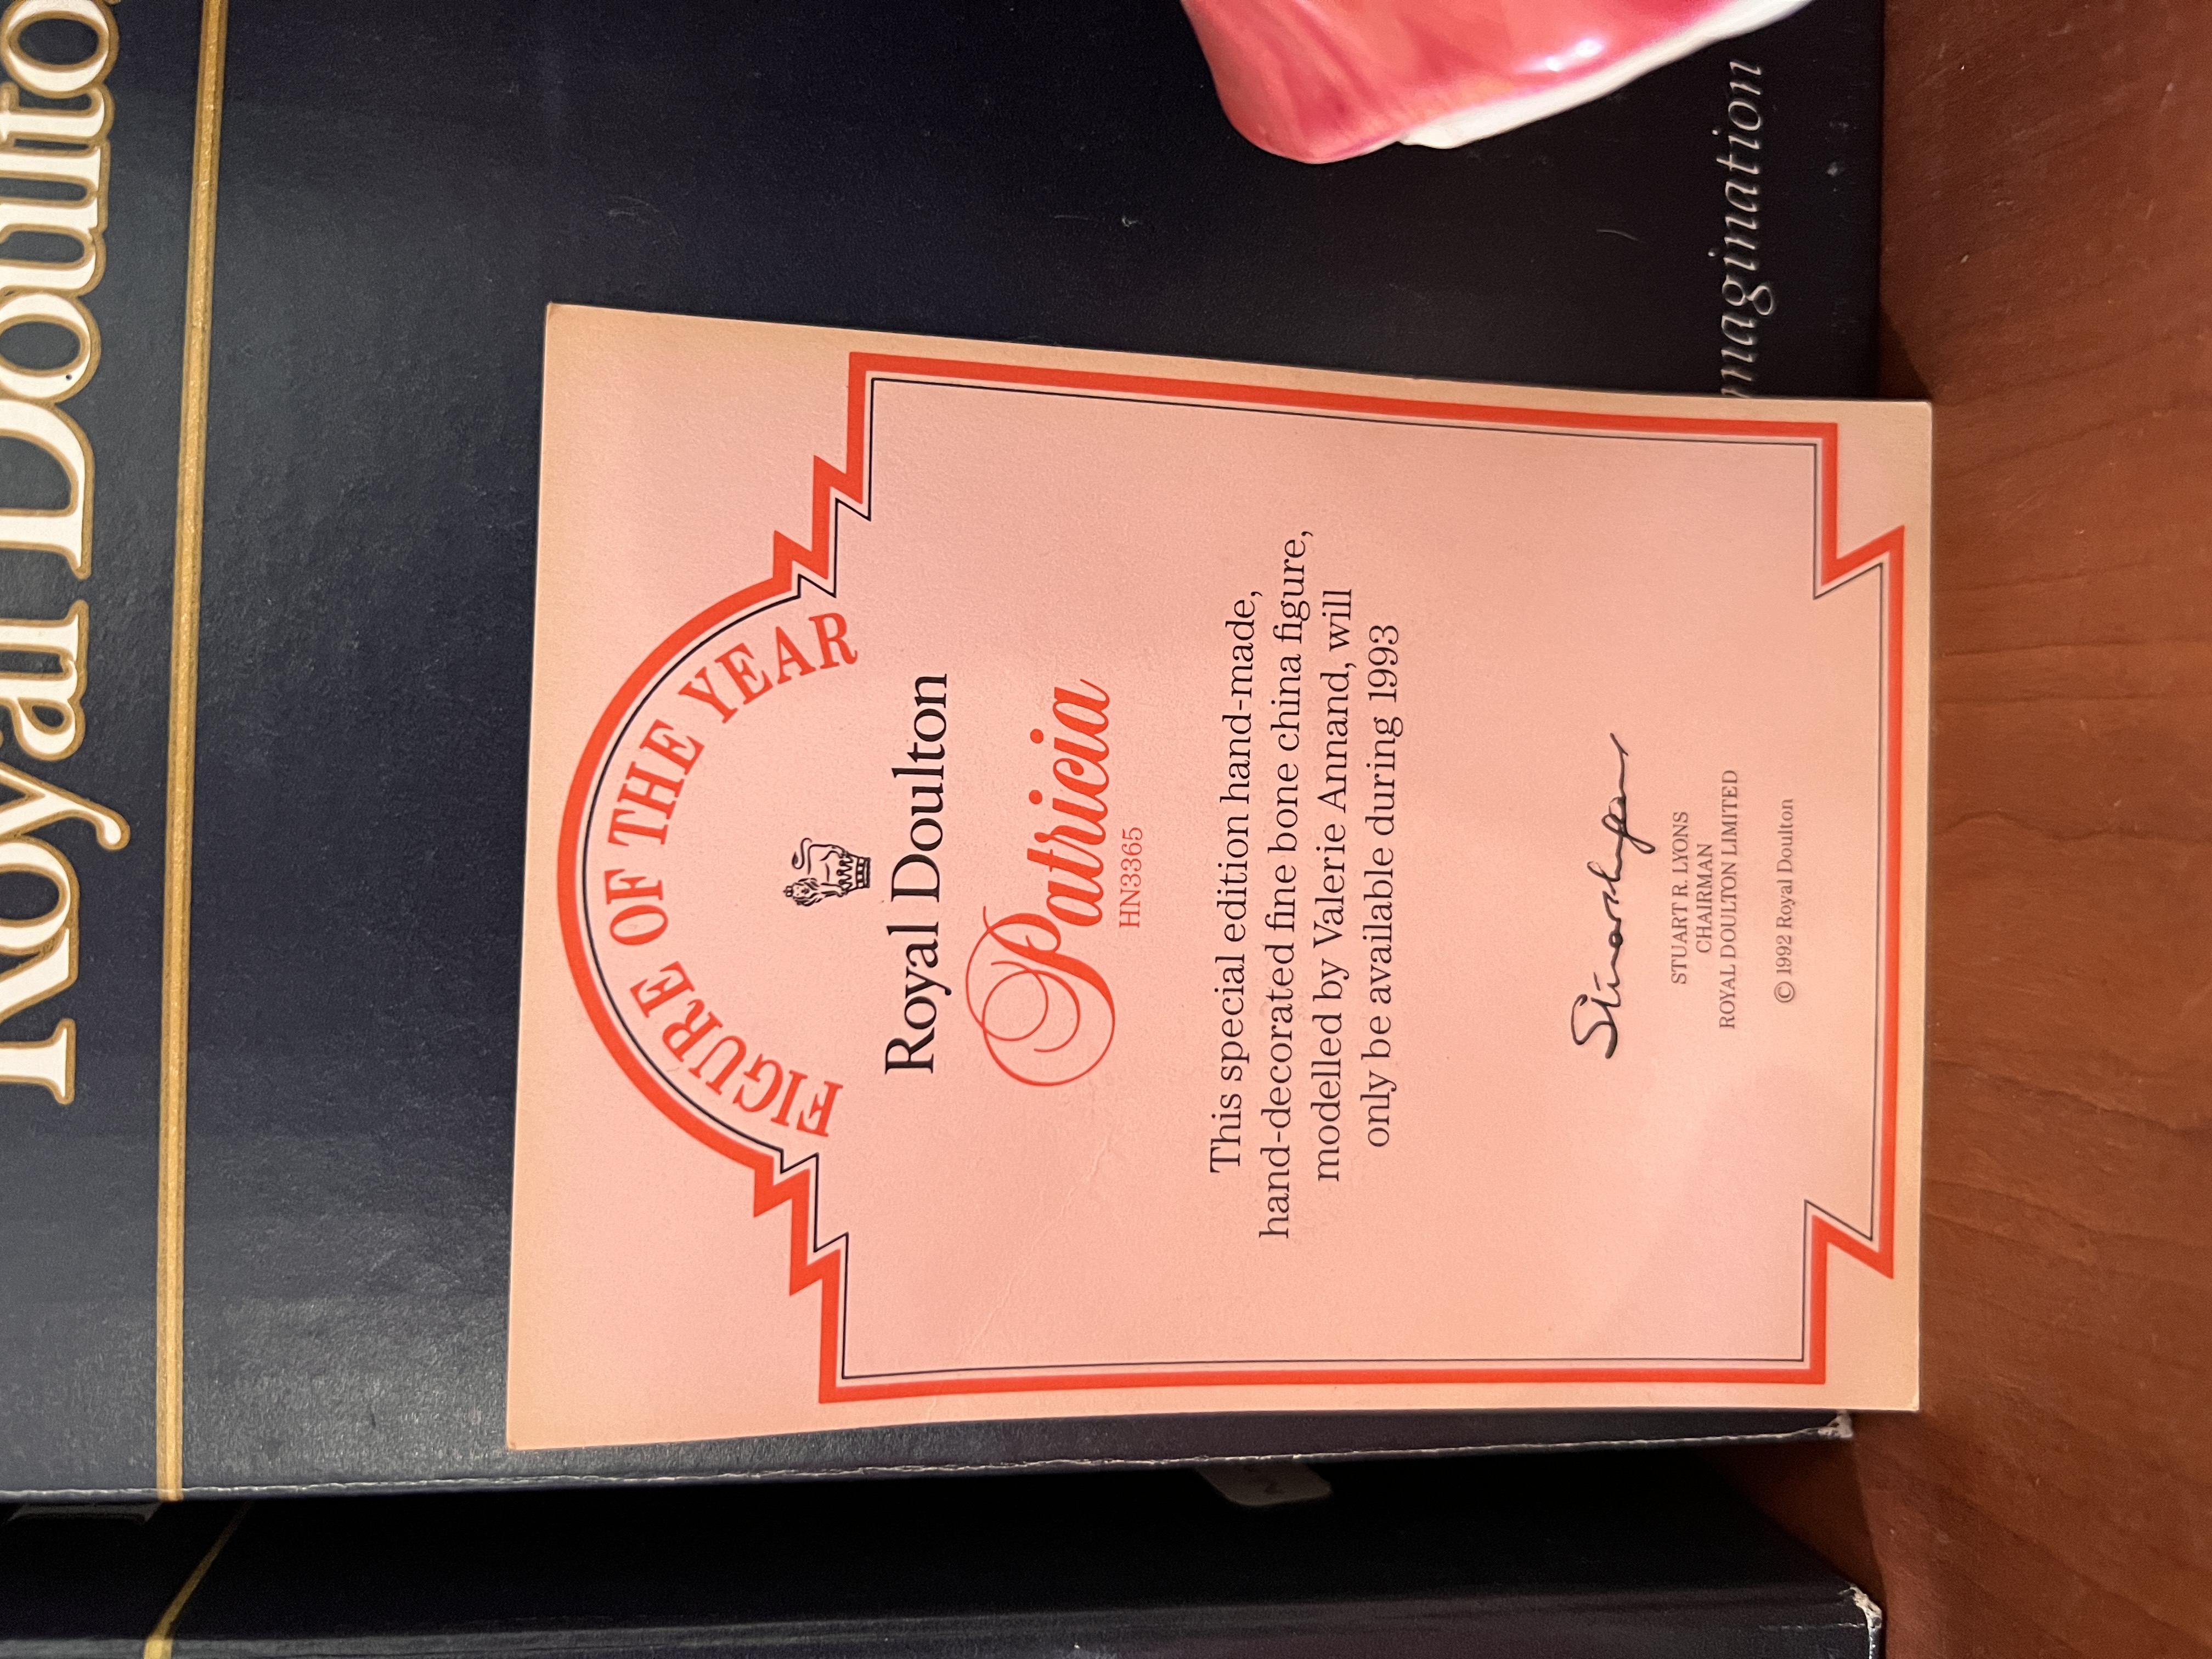 Royal Doulto
magination
FIGURE OF THE YEAR
Royal Doulton
Patricia
HN3365
This special edition hand-made,
hand-decorated fine bone china figure,
modelled by Valerie Annand, will
only be available during 1993
STUART R. LYONS
CHAIRMAN
ROYAL DOULTON LIMITED
© 1992 Royal Doulton